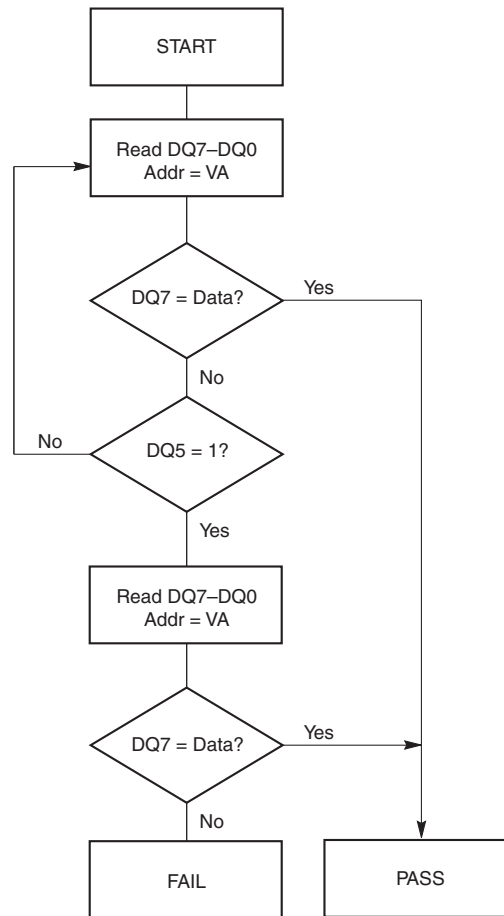 START
Read DQ7–DQ0
Addr = VA
DQ7 = Data?
Yes
No
No
DQ5 = 1?
Yes
Read DQ7–DQ0
Addr = VA
DQ7 = Data?
Yes
No
FAIL
PASS